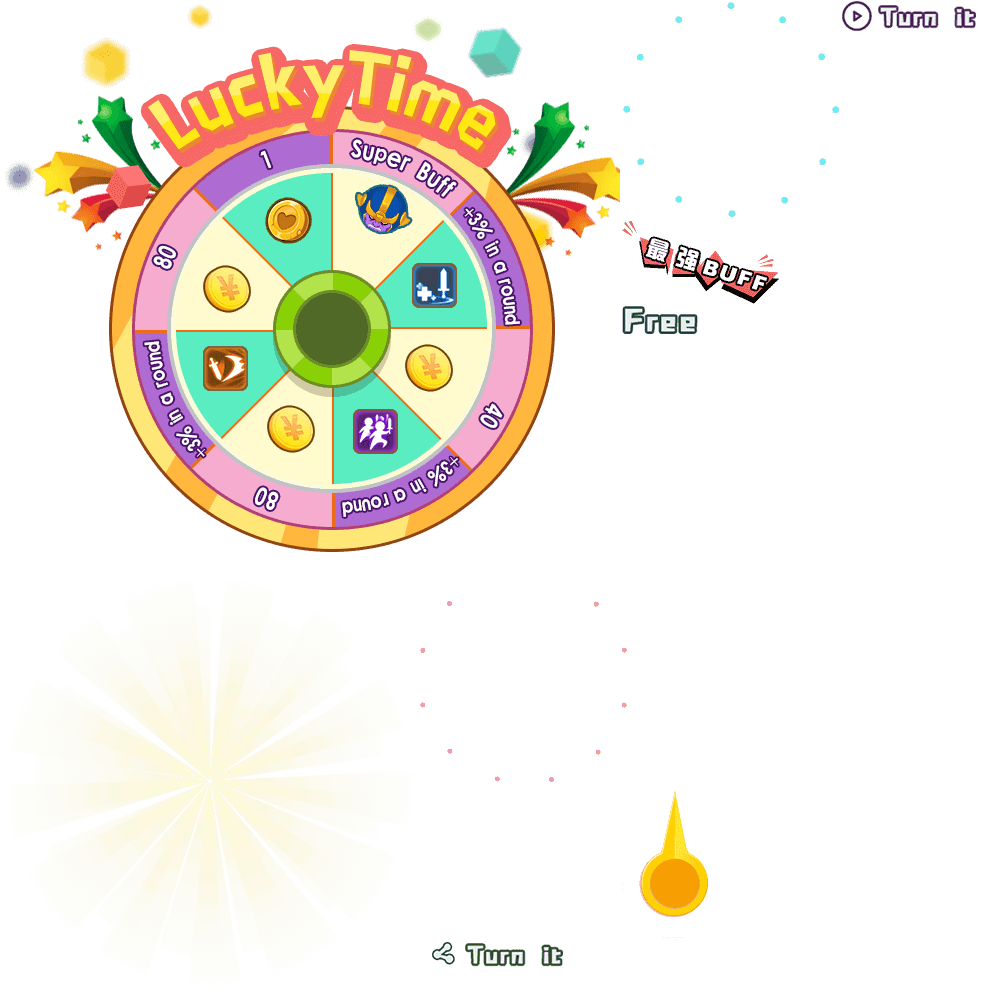 Turn it
LuckyTime
1
Super Buff
+3% in a round
80
40
+3% in a round
80
+3% in a round
最强BUFF
Free
Turn it